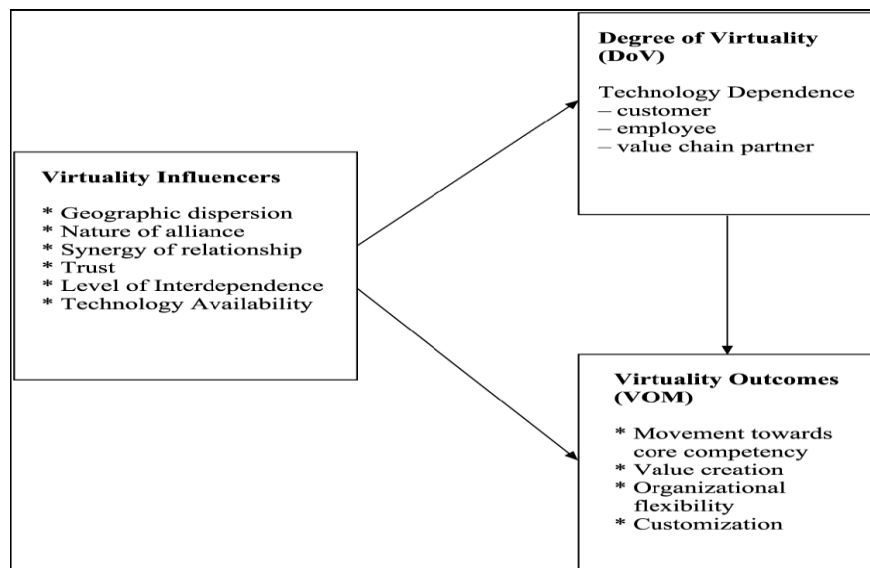 Virtuality Influencers
* Geographic dispersion
* Nature of alliance
* Synergy of relationship
* Trust
* Level of Interdependence
* Technology Availability
Degree of Virtuality
(DoV)
Technology Dependence
– customer
– employee
– value chain partner
Virtuality Outcomes
(VOM)
* Movement towards
core competency
* Value creation
* Organizational
flexibility
* Customization